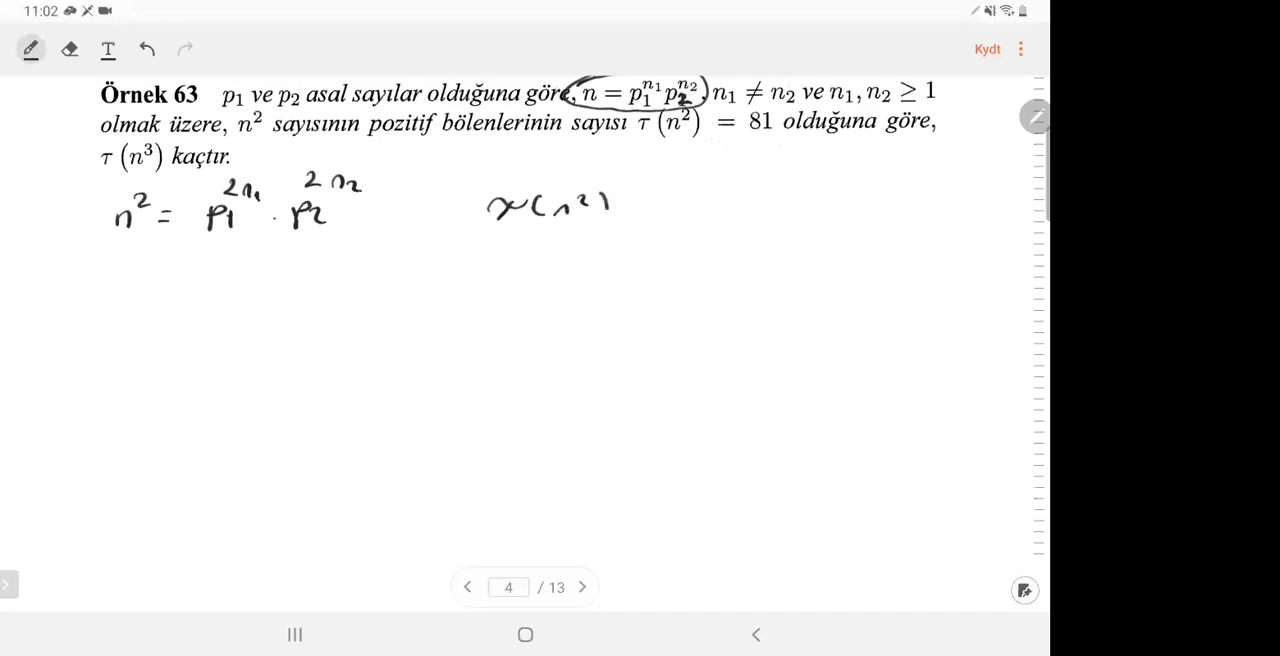 11:02
T
Kydt
Örnek 63 p₁ ve p₂ asal sayılar olduğuna göre, n = p₁^n₁ p₂^n₂, n₁ ≠ n₂ ve n₁, n₂ ≥ 1
olmak üzere, n² sayısının pozitif bölenlerinin sayısı τ (n²) = 81 olduğuna göre,
τ (n³) kaçtır.
n² = p₁^2n₁ . p₂^2n₂ τ(n²)
4 / 13